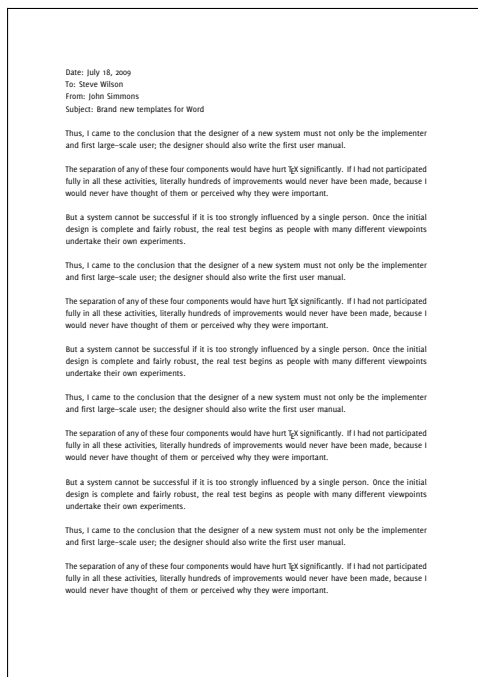 Date: July 18, 2009
To: Steve Wilson
From: John Simmons
Subject: Brand new templates for Word
Thus, I came to the conclusion that the designer of a new system must not only be the implementer
and first large-scale user; the designer should also write the first user manual.
The separation of any of these four components would have hurt TEX significantly. If I had not participated
fully in all these activities, literally hundreds of improvements would never have been made, because I
would never have thought of them or perceived why they were important.
But a system cannot be successful if it is too strongly influenced by a single person. Once the initial
design is complete and fairly robust, the real test begins as people with many different viewpoints
undertake their own experiments.
Thus, I came to the conclusion that the designer of a new system must not only be the implementer
and first large-scale user; the designer should also write the first user manual.
The separation of any of these four components would have hurt TEX significantly. If I had not participated
fully in all these activities, literally hundreds of improvements would never have been made, because I
would never have thought of them or perceived why they were important.
But a system cannot be successful if it is too strongly influenced by a single person. Once the initial
design is complete and fairly robust, the real test begins as people with many different viewpoints
undertake their own experiments.
Thus, I came to the conclusion that the designer of a new system must not only be the implementer
and first large-scale user; the designer should also write the first user manual.
The separation of any of these four components would have hurt TEX significantly. If I had not participated
fully in all these activities, literally hundreds of improvements would never have been made, because I
would never have thought of them or perceived why they were important.
But a system cannot be successful if it is too strongly influenced by a single person. Once the initial
design is complete and fairly robust, the real test begins as people with many different viewpoints
undertake their own experiments.
Thus, I came to the conclusion that the designer of a new system must not only be the implementer
and first large-scale user; the designer should also write the first user manual.
The separation of any of these four components would have hurt TEX significantly. If I had not participated
fully in all these activities, literally hundreds of improvements would never have been made, because I
would never have thought of them or perceived why they were important.